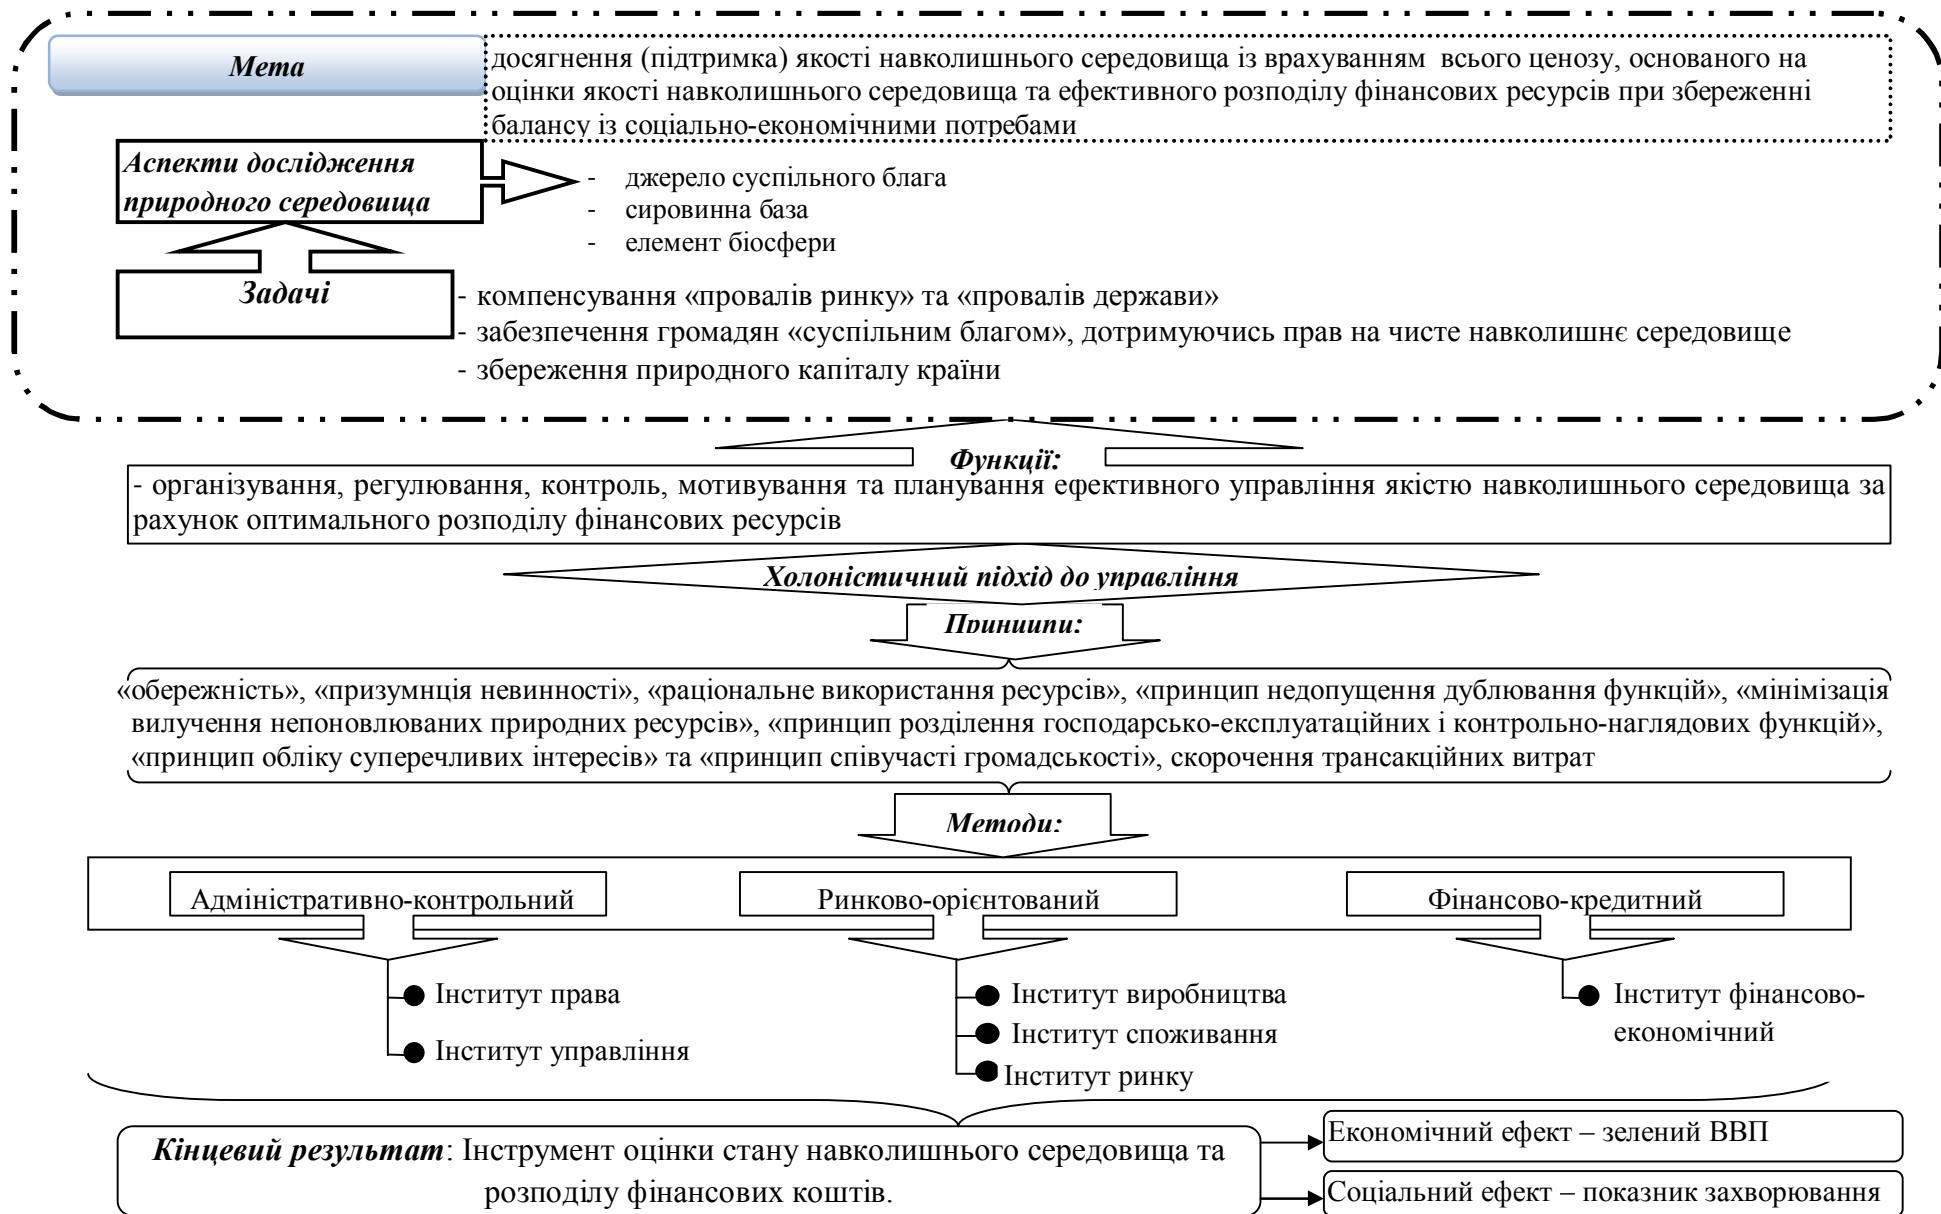 Мета
досягнення (підтримка) якості навколишнього середовища із врахуванням всього ценозу, основаного на
оцінки якості навколишнього середовища та ефективного розподілу фінансових ресурсів при збереженні
балансу із соціально-економічними потребами
Аспекти дослідження
природного середовища
- джерело суспільного блага
- сировинна база
- елемент біосфери
Задачі
- компенсування «провалів ринку» та «провалів держави»
- забезпечення громадян «суспільним благом», дотримуючись прав на чисте навколишнє середовище
- збереження природного капіталу країни
Функції:
- організування, регулювання, контроль, мотивування та планування ефективного управління якістю навколишнього середовища за
рахунок оптимального розподілу фінансових ресурсів
Холоністичний підхід до управління
Принципи:
«обережність», «призумнція невинності», «раціональне використання ресурсів», «принцип недопущення дублювання функцій», «мінімізація
вилучення непоновлюваних природних ресурсів», «принцип розділення господарсько-експлуатаційних і контрольно-наглядових функцій»,
«принцип обліку суперечливих інтересів» та «принцип співучасті громадськості», скорочення трансакційних витрат
Методи:
Адміністративно-контрольний
Ринково-орієнтований
Фінансово-кредитний
Інститут права
Інститут управління
Інститут виробництва
Інститут споживання
Інститут ринку
Інститут фінансово-
економічний
Кінцевий результат: Інструмент оцінки стану навколишнього середовища та
розподілу фінансових коштів.
Економічний ефект – зелений ВВП
Соціальний ефект – показник захворювання